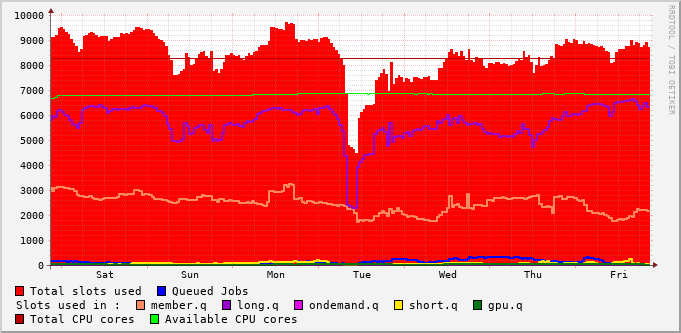 10000
9000
8000
7000
6000
5000
4000
3000
2000
1000
0
Sat Sun Mon Tue Wed Thu Fri
Total slots used Queued Jobs
Slots used in : member.q long.q ondemand.q short.q gpu.q
Total CPU cores Available CPU cores
RRDTOOL / TOBI OETIKER